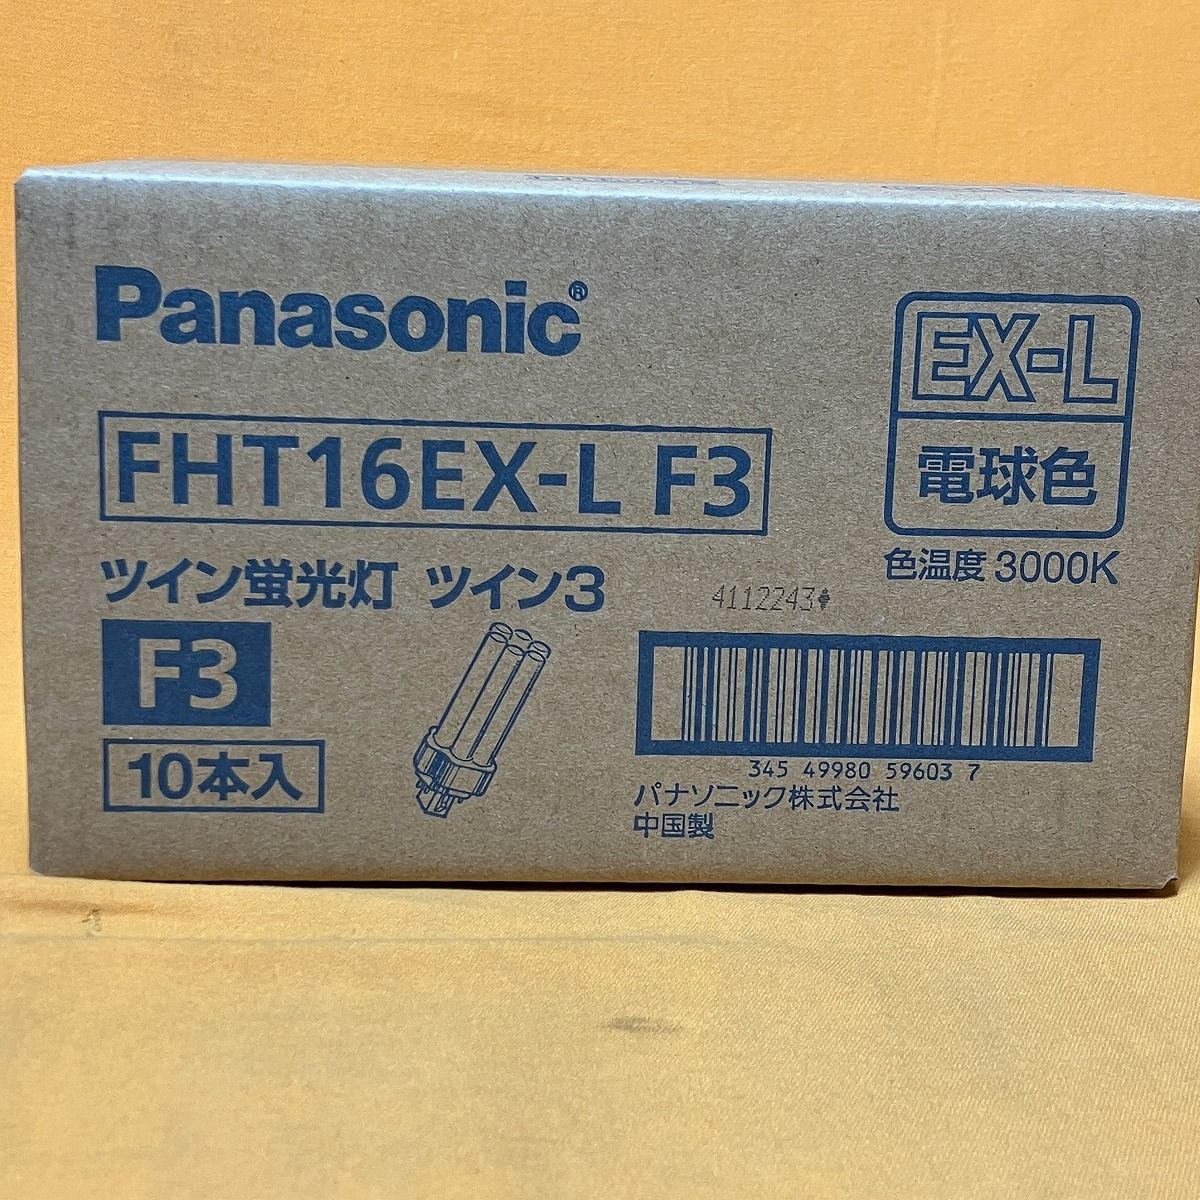 Panasonic®
FHT16EX-L F3
ツイン蛍光灯 ツイン3
F3
10本入
EX-L
電球色
色温度 3000K
4112243
345 49980 59603 7
パナソニック株式会社
中国製